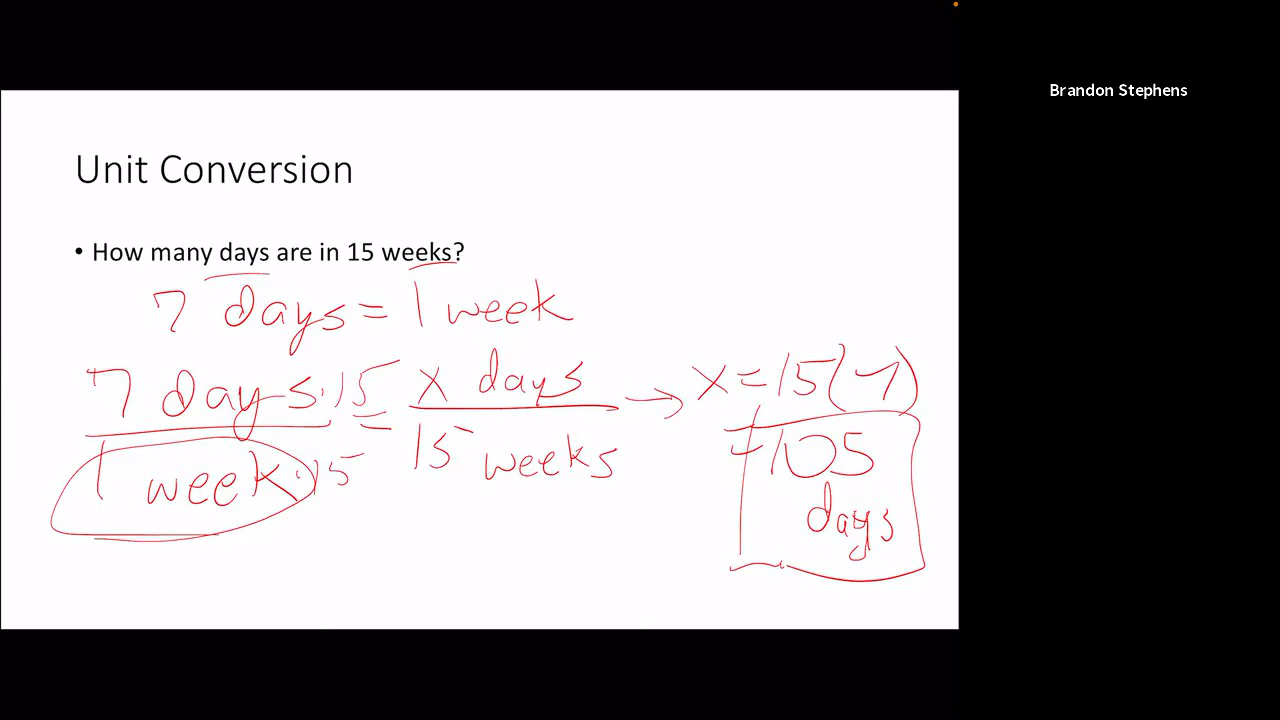 Brandon Stephens
Unit Conversion
• How many days are in 15 weeks?
7 days = 1 week
7 days · 15 / 1 week · 15 = x days / 15 weeks → x = 15(7)
= 105
days